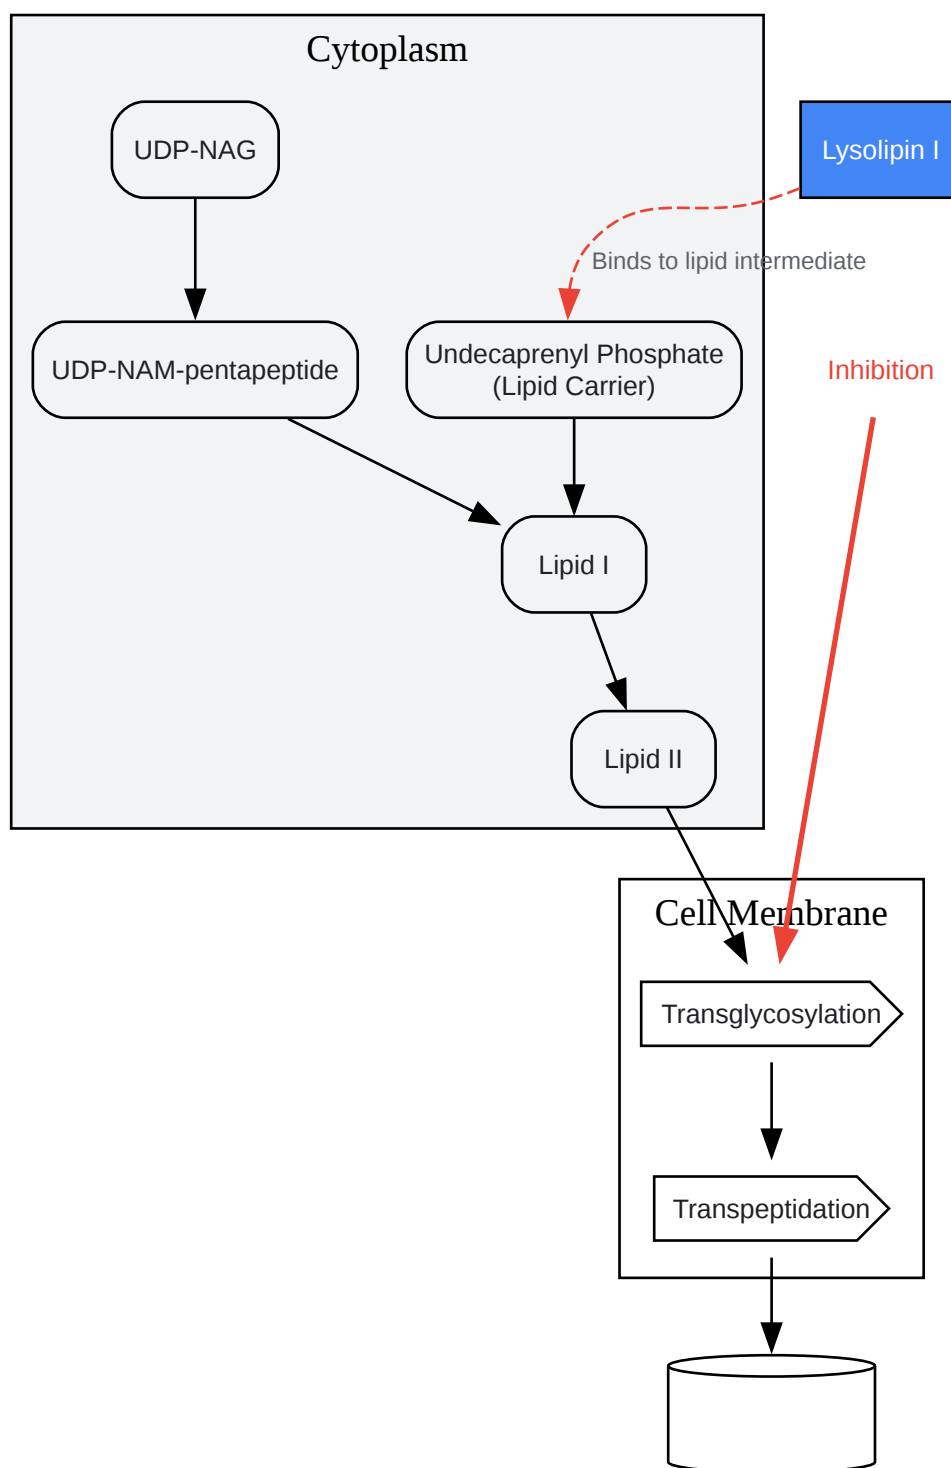 Cytoplasm
UDP-NAG
Lysolipin I
Binds to lipid intermediate
UDP-NAM-pentapeptide
Undecaprenyl Phosphate
(Lipid Carrier)
Inhibition
Lipid I
Lipid II
Cell Membrane
Transglycosylation
Transpeptidation